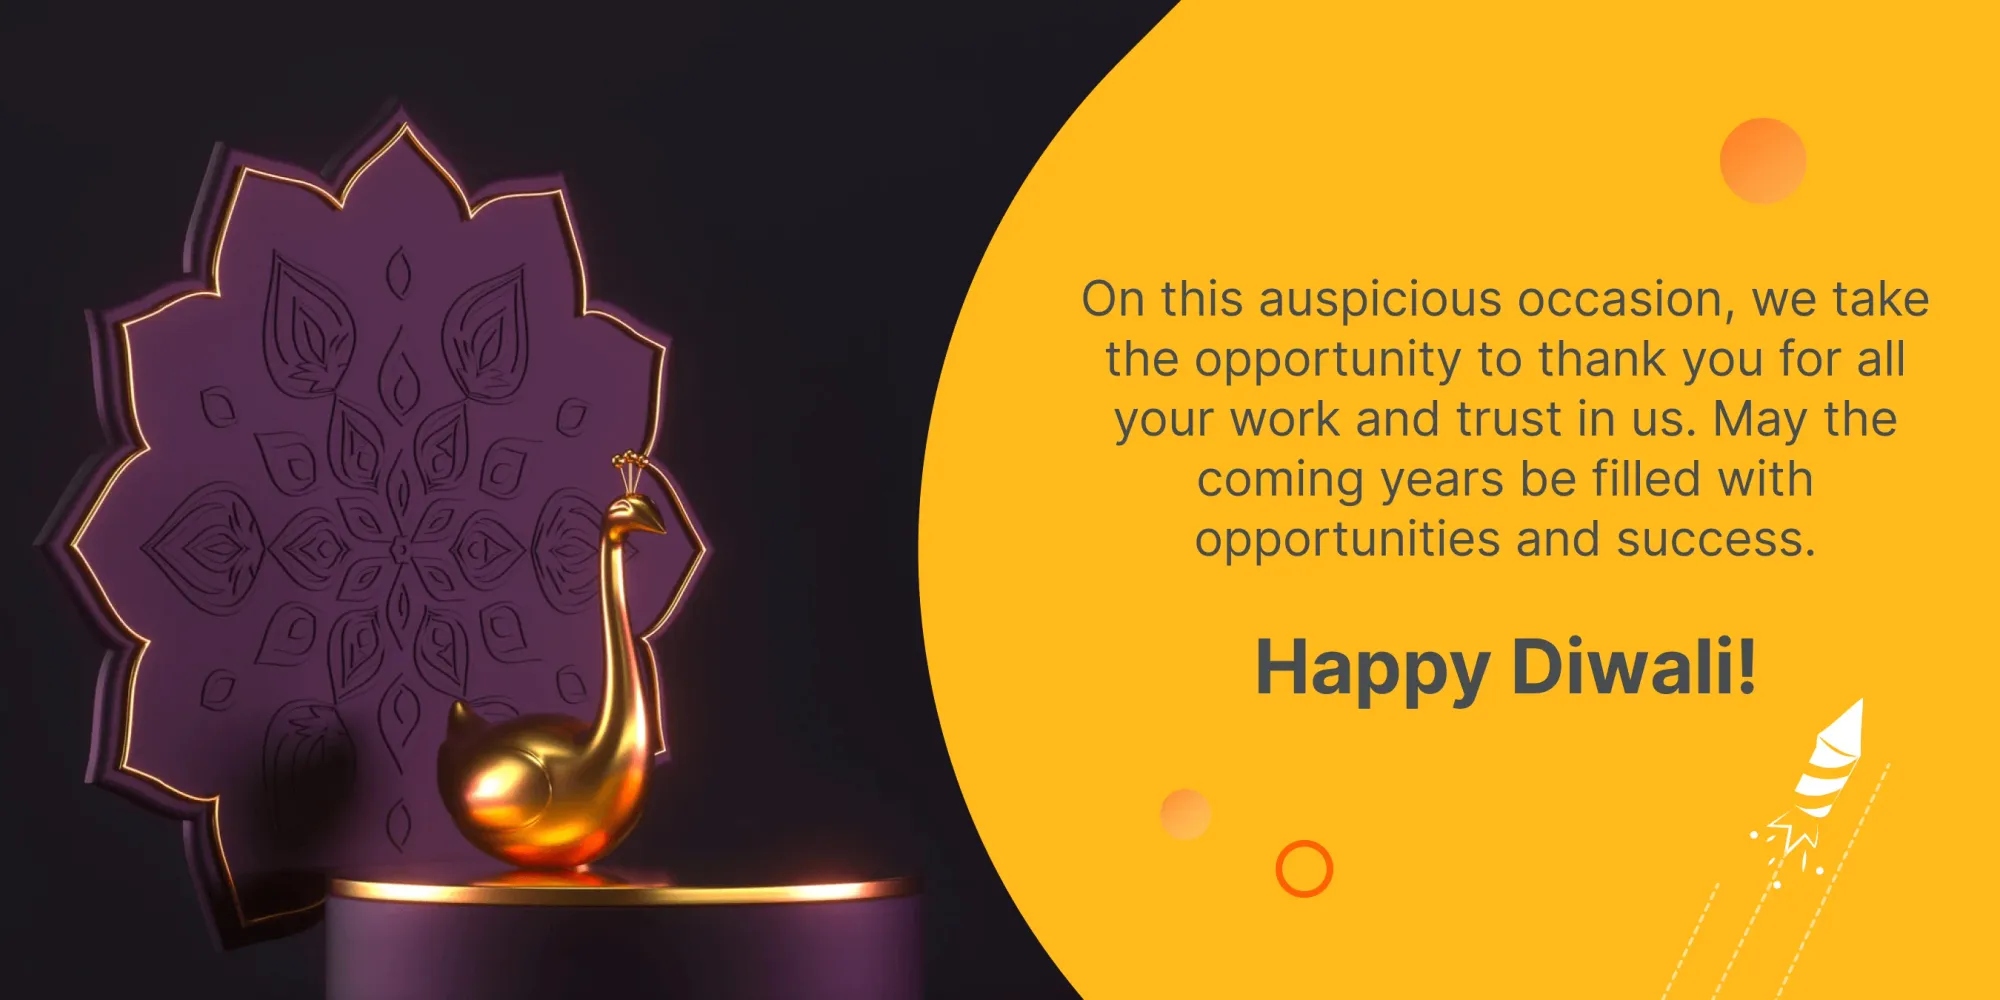 On this auspicious occasion, we take
the opportunity to thank you for all
your work and trust in us. May the
coming years be filled with
opportunities and success.
Happy Diwali!